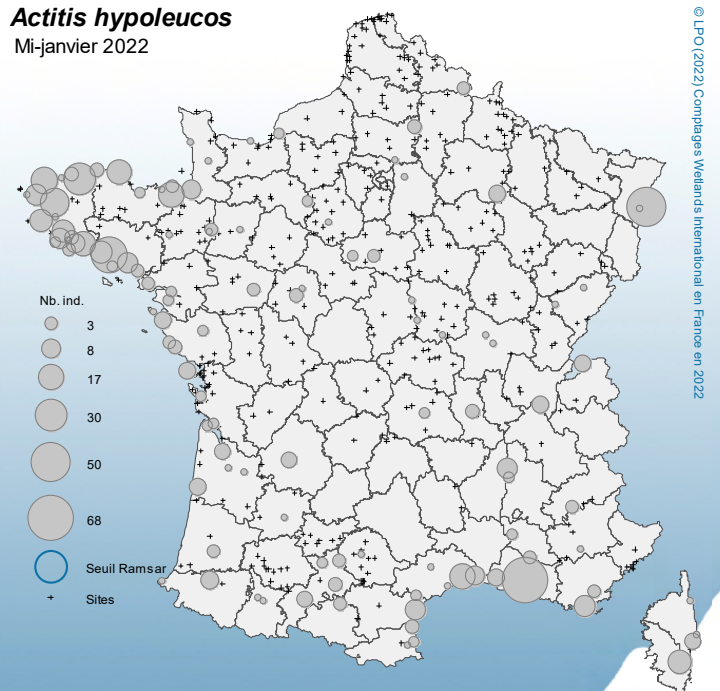 Actitis hypoleucos
Mi-janvier 2022
© LPO (2022) Comptages Wetlands International en France en 2022
Nb. ind.
3
8
17
30
50
68
Seuil Ramsar
Sites